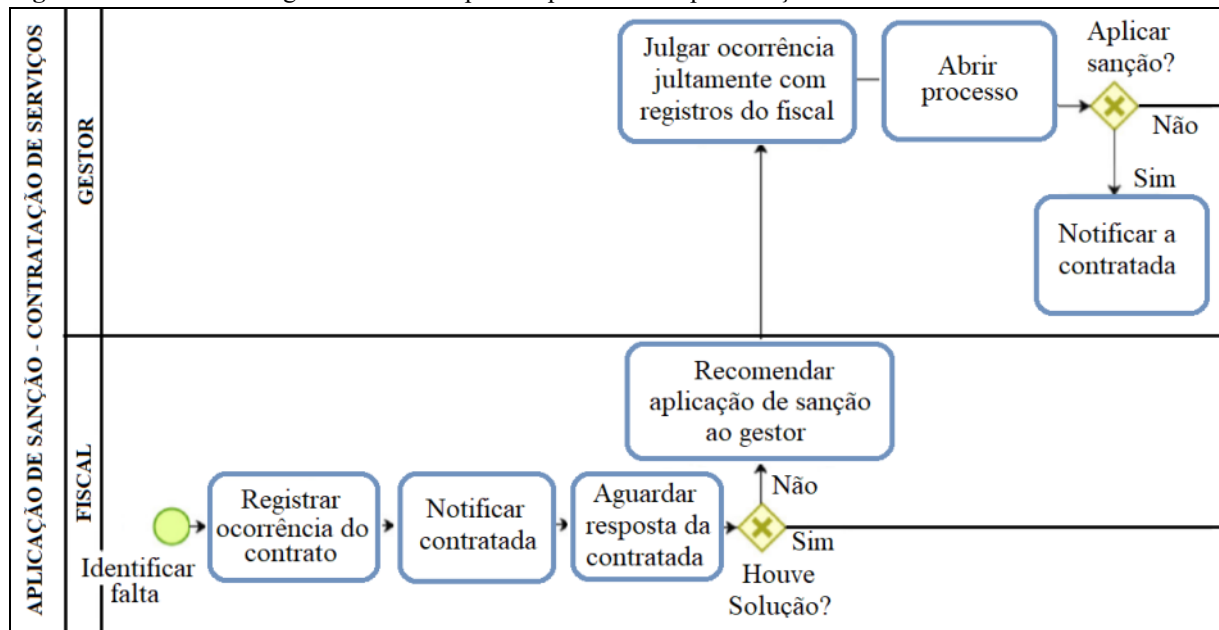 APLICAÇÃO DE SANÇÃO - CONTRATAÇÃO DE SERVIÇOS
GESTOR
Julgar ocorrência
jultamente com
registros do fiscal
Abrir
processo
Aplicar
sanção?
Não
Sim
Notificar a
contratada
FISCAL
Recomendar
aplicação de sanção
ao gestor
Identificar
falta
Registrar
ocorrência do
contrato
Notificar
contratada
Aguardar
resposta da
contratada
Não
Sim
Houve
Solução?